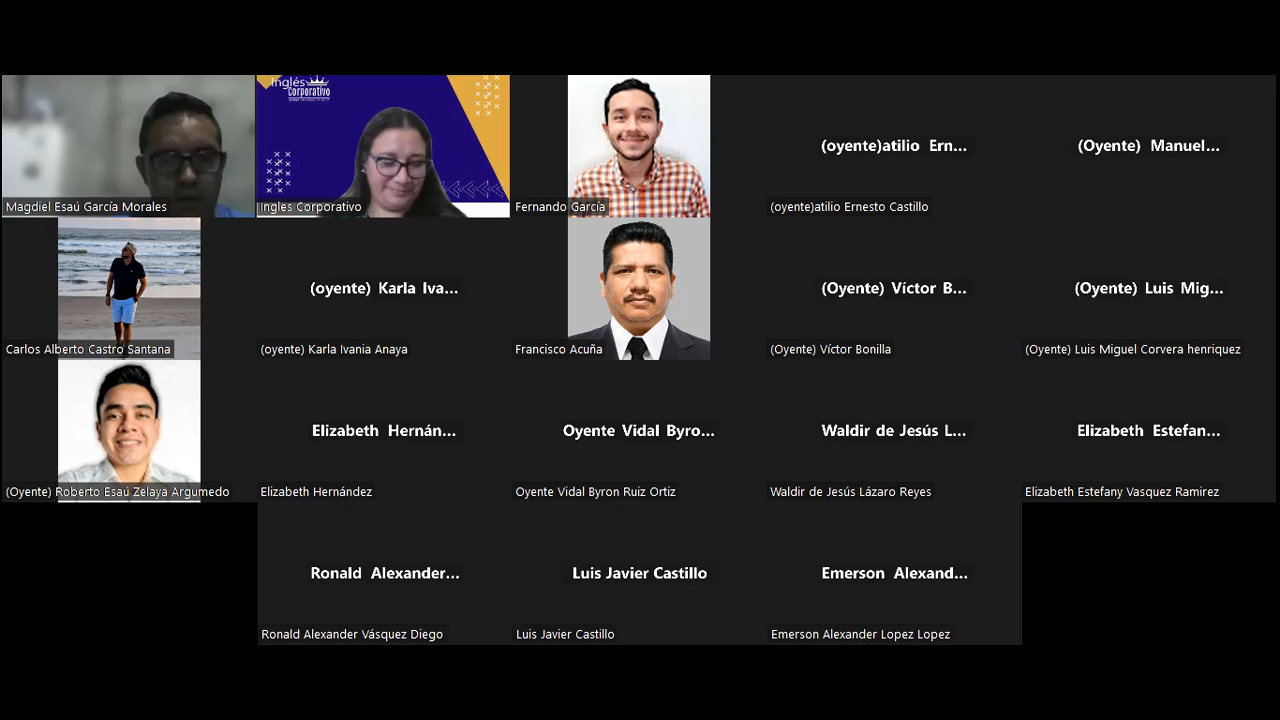 Inglés
Corporativo
Magdiel Esaú García Morales
Ingles Corporativo
Fernando García
(oyente)atilio Ern...
(oyente)atilio Ernesto Castillo
(Oyente) Manuel...
Carlos Alberto Castro Santana
(oyente) Karla Iva...
(oyente) Karla Ivania Anaya
Francisco Acuña
(Oyente) Víctor B...
(Oyente) Víctor Bonilla
(Oyente) Luis Mig...
(Oyente) Luis Miguel Corvera henriquez
(Oyente) Roberto Esaú Zelaya Argumedo
Elizabeth Hernán...
Elizabeth Hernández
Oyente Vidal Byro...
Oyente Vidal Byron Ruiz Ortiz
Waldir de Jesús L...
Waldir de Jesús Lázaro Reyes
Elizabeth Estefan...
Elizabeth Estefany Vasquez Ramirez
Ronald Alexander...
Ronald Alexander Vásquez Diego
Luis Javier Castillo
Luis Javier Castillo
Emerson Alexand...
Emerson Alexander Lopez Lopez